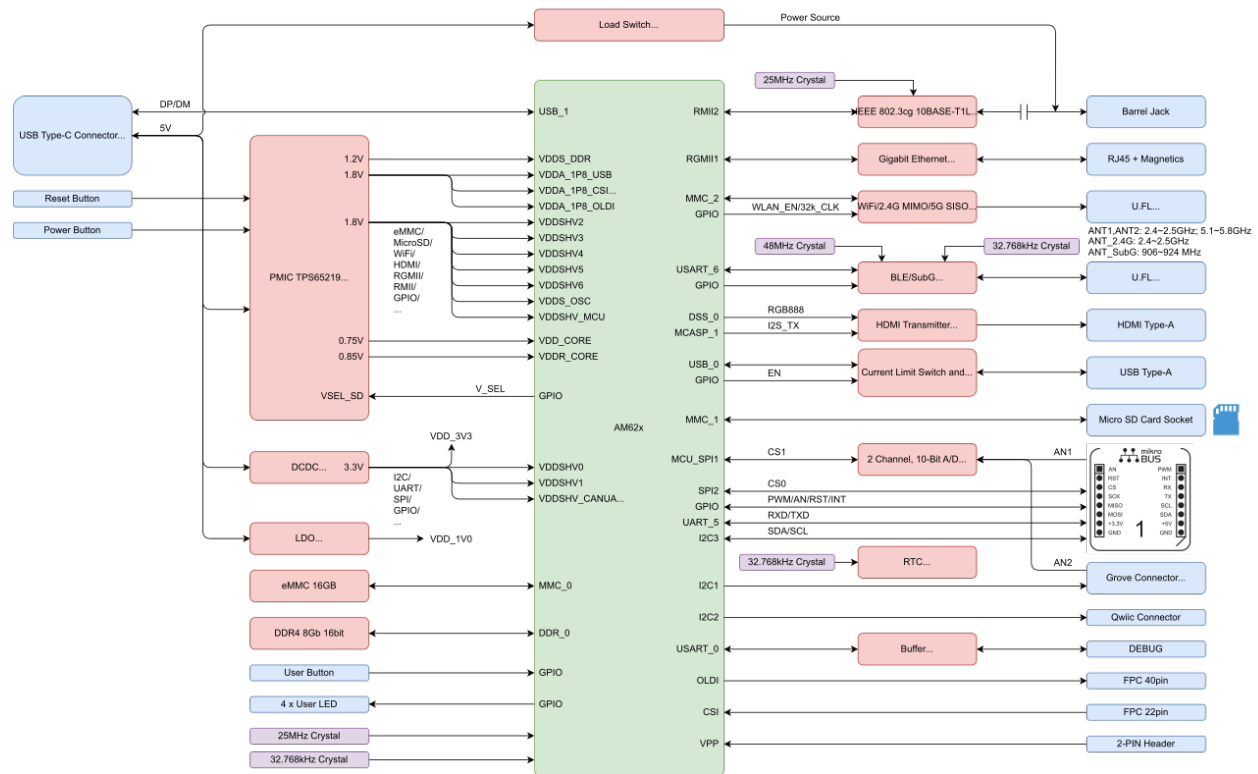 Load Switch...
Power Source
25MHz Crystal
USB Type-C Connector...
DP/DM
5V
USB_1
RMII2
IEEE 802.3cg 10BASE-T1L...
Barrel Jack
1.2V
VDDS_DDR
RGMII1
Gigabit Ethernet...
RJ45 + Magnetics
1.8V
VDDA_1P8_USB
VDDA_1P8_CSI...
VDDA_1P8_OLDI
Reset Button
Power Button
MMC_2
GPIO
WLAN_EN/32k_CLK
WiFi/2.4G MIMO/5G SISO...
U.FL...
ANT1,ANT2: 2.4~2.5GHz; 5.1~5.8GHz
ANT_2.4G: 2.4~2.5GHz
ANT_SubG: 906~924 MHz
1.8V
VDDSHV2
VDDSHV3
VDDSHV4
VDDSHV5
VDDSHV6
VDDS_OSC
VDDSHV_MCU
eMMC/
MicroSD/
WiFi/
HDMI/
RGMII/
RMII/
GPIO/
...
PMIC TPS65219...
48MHz Crystal
32.768kHz Crystal
USART_6
GPIO
BLE/SubG...
U.FL...
DSS_0
RGB888
MCASP_1
I2S_TX
HDMI Transmitter...
HDMI Type-A
0.75V
VDD_CORE
0.85V
VDDR_CORE
USB_0
GPIO
EN
Current Limit Switch and...
USB Type-A
VSEL_SD
V_SEL
GPIO
AM62x
MMC_1
Micro SD Card Socket
VDD_3V3
DCDC...
3.3V
VDDSHV0
VDDSHV1
VDDSHV_CANUA...
I2C/
UART/
SPI/
GPIO/
...
MCU_SPI1
CS1
2 Channel, 10-Bit A/D...
AN1
SPI2
CS0
GPIO
PWM/AN/RST/INT
UART_5
RXD/TXD
I2C3
SDA/SCL
mikro
BUS
AN PWM
RST INT
CS RX
SCK TX
MISO SCL
MOSI SDA
+3.3V +5V
GND GND
1
LDO...
VDD_1V0
32.768kHz Crystal
RTC...
AN2
eMMC 16GB
MMC_0
I2C1
Grove Connector...
I2C2
Qwiic Connector
DDR4 8Gb 16bit
DDR_0
USART_0
Buffer...
DEBUG
User Button
GPIO
OLDI
FPC 40pin
4 x User LED
GPIO
CSI
FPC 22pin
25MHz Crystal
VPP
2-PIN Header
32.768kHz Crystal